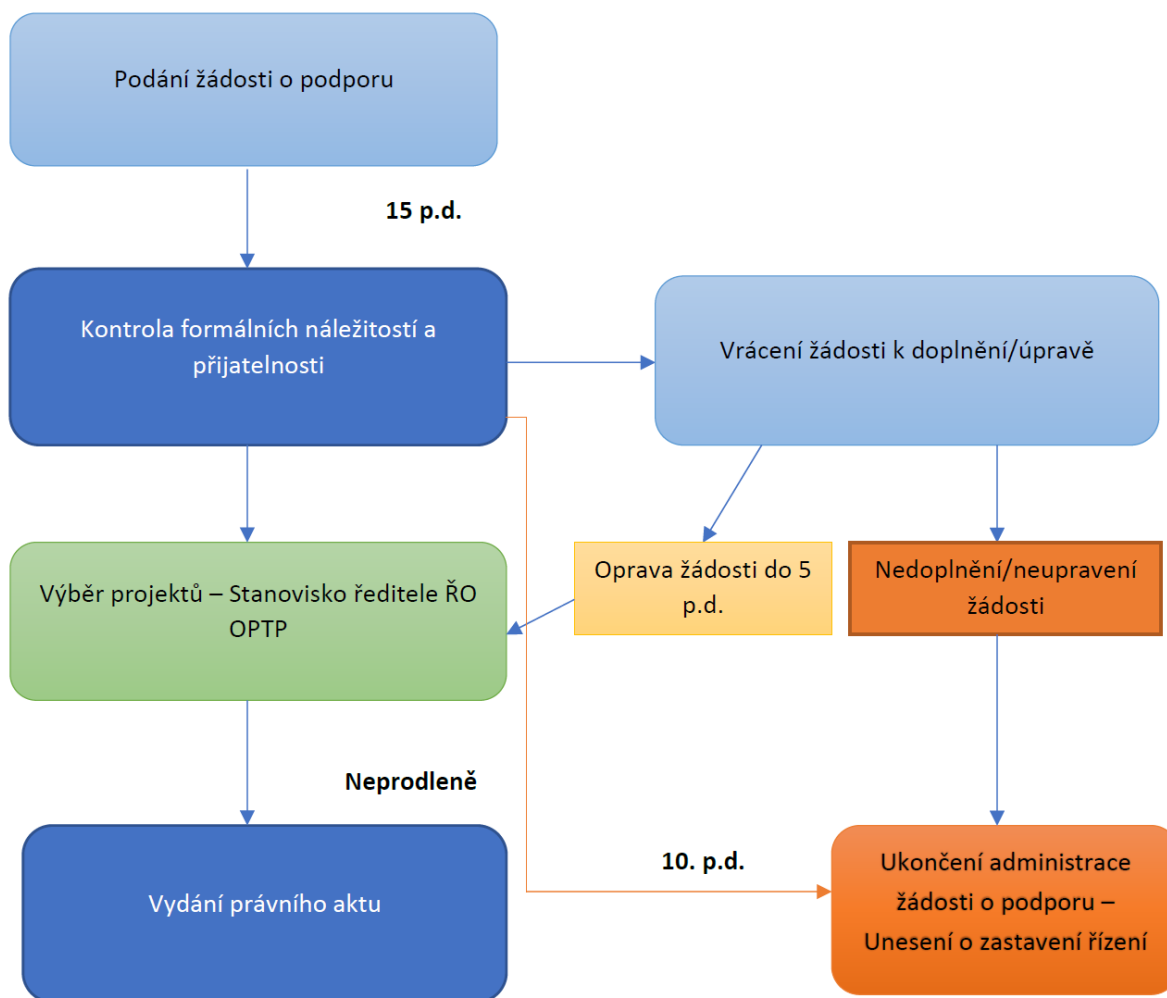 Podání žádosti o podporu
15 p.d.
Kontrola formálních náležitostí a
přijatelnosti
Vrácení žádosti k doplnění/úpravě
Výběr projektů – Stanovisko ředitele ŘO
OPTP
Oprava žádosti do 5
p.d.
Nedoplnění/neupravení
žádosti
Neprodleně
Vydání právního aktu
10. p.d.
Ukončení administrace
žádosti o podporu –
Unesení o zastavení řízení